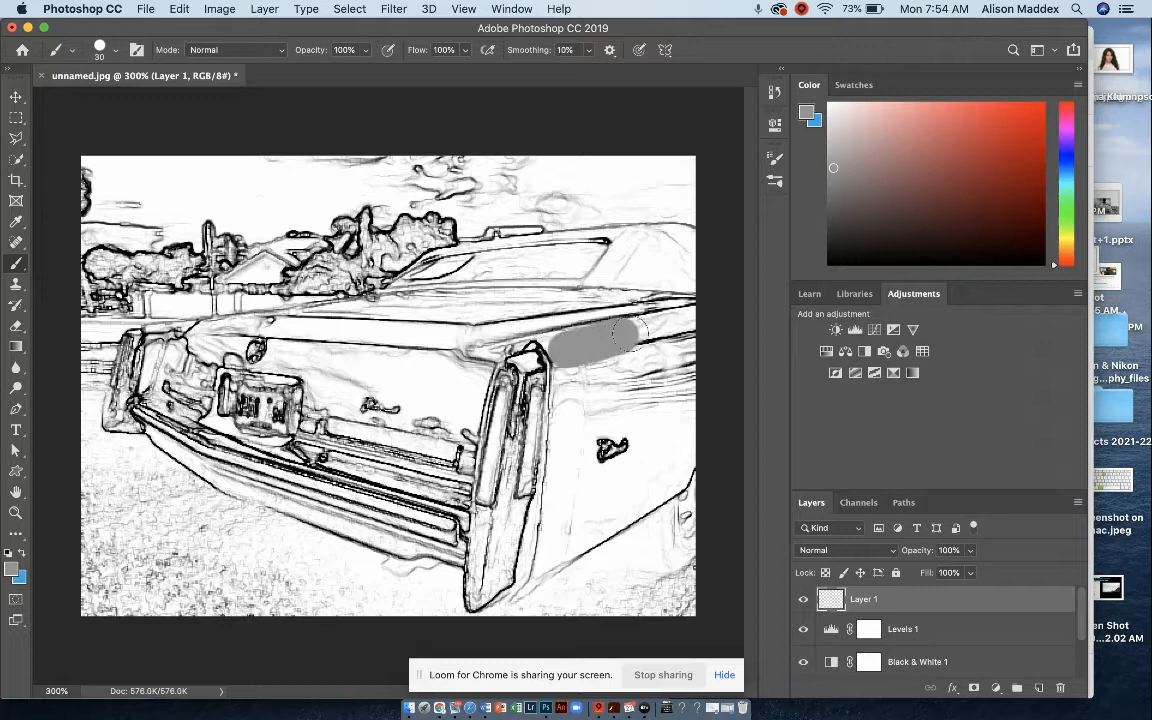 Photoshop CC File Edit Image Layer Type Select Filter 3D View Window Help 73% Mon 7:54 AM Alison Maddex
Adobe Photoshop CC 2019
30 Mode: Normal Opacity: 100% Flow: 100% Smoothing: 10%
unnamed.jpg @ 300% (Layer 1, RGB/8#) *
Color Swatches
PM
t+1.pptx
Learn Libraries Adjustments
Add an adjustment
PM
m & Nikon
phy_files
cts 2021-22
Layers Channels Paths
Kind
eenshot on
ac.jpeg
Normal Opacity: 100%
Lock: Fill: 100%
Layer 1
Levels 1
en Shot
...2.02 AM
Black & White 1
Loom for Chrome is sharing your screen. Stop sharing Hide
300% Doc: 576.0K/576.0K